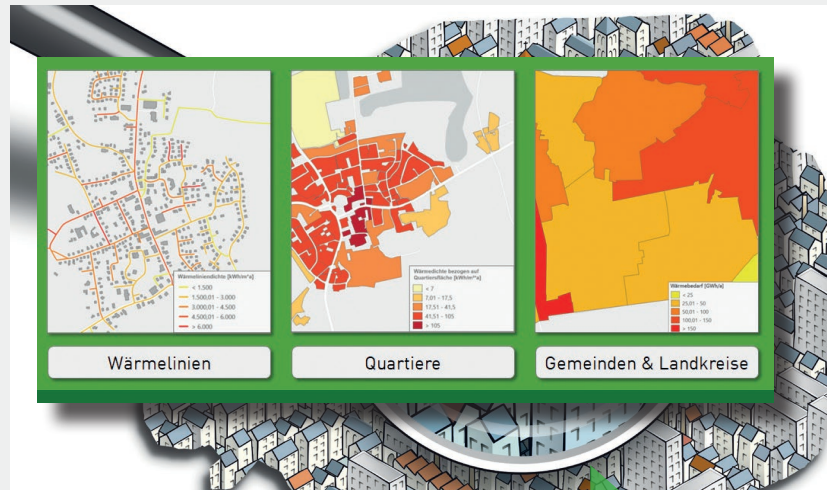 Wärmeliniendichte [kWh/m*a]
< 1.500
1.500,01 - 3.000
3.000,01 - 4.500
4.500,01 - 6.000
> 6.000
Wärmedichte bezogen auf
Quartiersfläche [kWh/m²*a]
< 7
7,01 - 17,5
17,51 - 41,5
41,51 - 105
> 105
Wärmebedarf [GWh/a]
< 25
25,01 - 50
50,01 - 100
100,01 - 150
> 150
Wärmelinien
Quartiere
Gemeinden & Landkreise